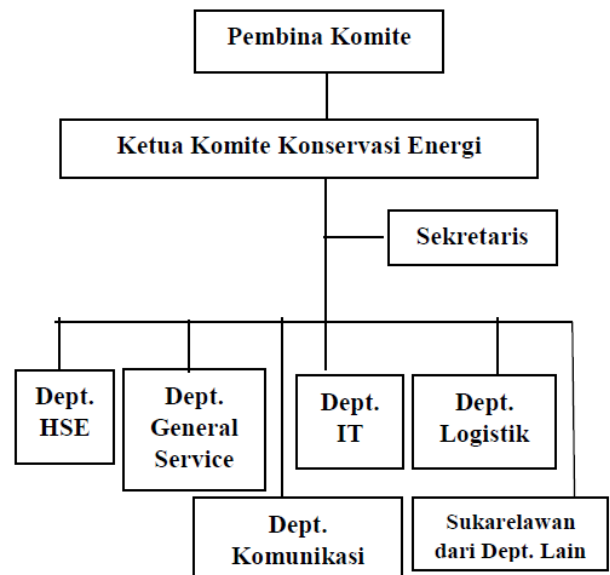 Pembina Komite
Ketua Komite Konservasi Energi
Sekretaris
Dept.
HSE
Dept.
General
Service
Dept.
IT
Dept.
Logistik
Dept.
Komunikasi
Sukarelawan
dari Dept. Lain